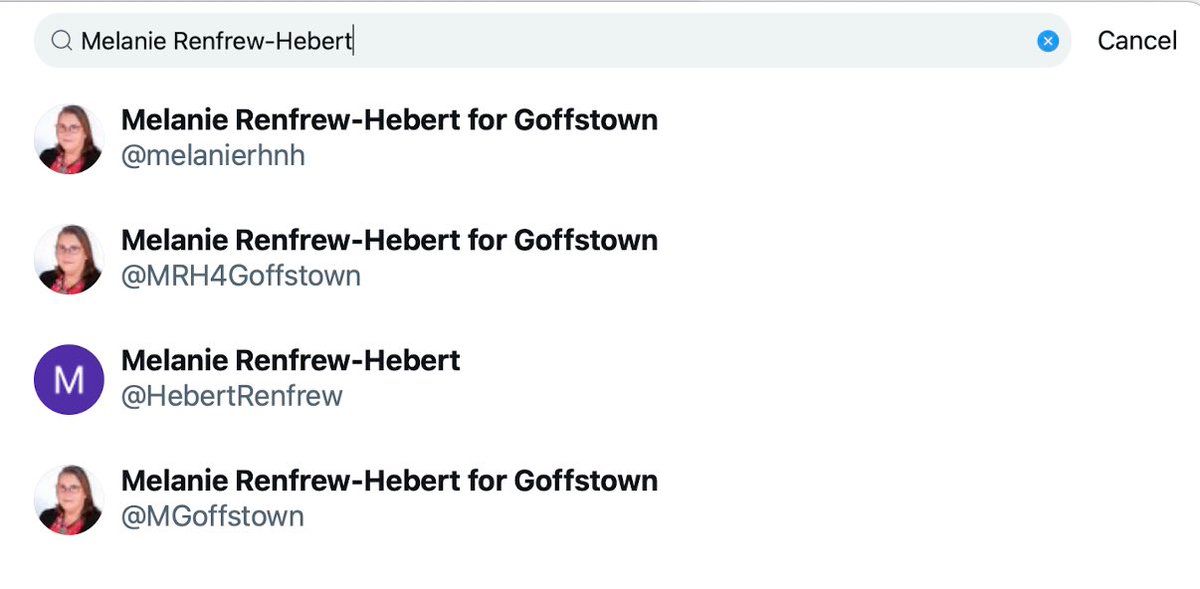 Melanie Renfrew-Hebert Cancel
Melanie Renfrew-Hebert for Goffstown
@melanierhnh
Melanie Renfrew-Hebert for Goffstown
@MRH4Goffstown
M
Melanie Renfrew-Hebert
@HebertRenfrew
Melanie Renfrew-Hebert for Goffstown
@MGoffstown